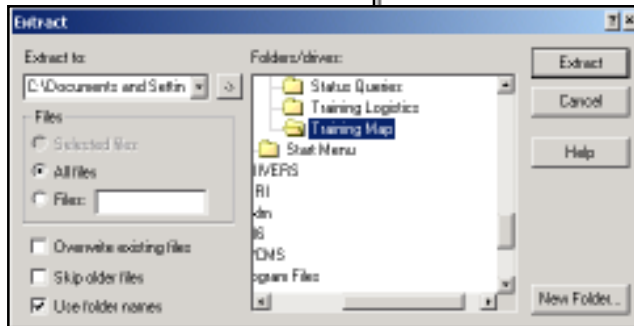 Extract
Extract to:
Folders/drives:
C:\Documents and Settin
Files
Selected files
All files
Files:
Overwrite existing files
Skip older files
Use folder names
Status Queries
Training Logistics
Training Map
Start Menu
IVERS
RI
dm
CMS
ogram Files
Extract
Cancel
Help
New Folder...